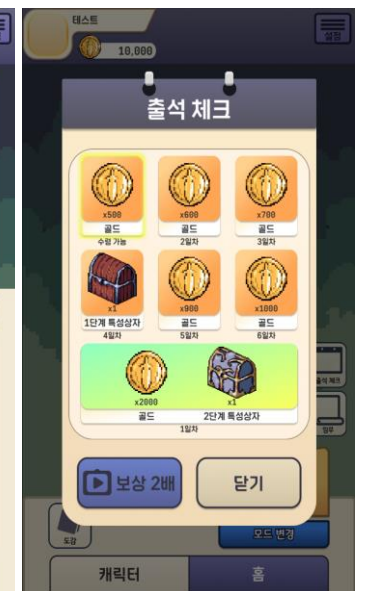 테스트
10,000
설정
출석 체크
x500
x600
x700
골드
골드
골드
수령 가능
2일차
3일차
x1
x900
x1000
1단계 특성상자
골드
골드
4일차
5일차
6일차
x2000
x1
골드
2단계 특성상자
1일차
출석 체크
임무
보상 2배
닫기
도감
모드 변경
캐릭터
홈